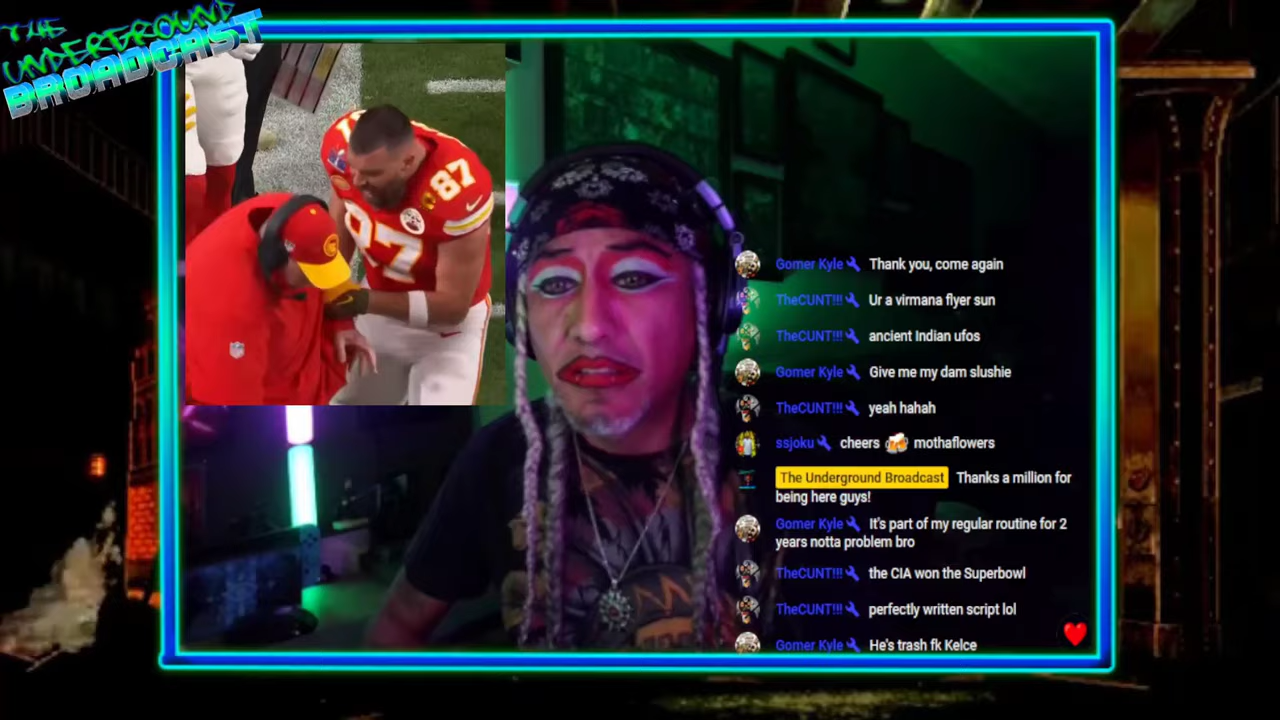 THE
UNDERGROUND
BROADCAST
87
87
Gomer Kyle Thank you, come again
TheCUNT!!! Ur a virmana flyer sun
TheCUNT!!! ancient Indian ufos
Gomer Kyle Give me my dam slushie
TheCUNT!!! yeah hahah
ssjoku cheers 🍻 mothaflowers
The Underground Broadcast Thanks a million for
being here guys!
Gomer Kyle It's part of my regular routine for 2
years notta problem bro
TheCUNT!!! the CIA won the Superbowl
TheCUNT!!! perfectly written script lol
Gomer Kyle He's trash fk Kelce